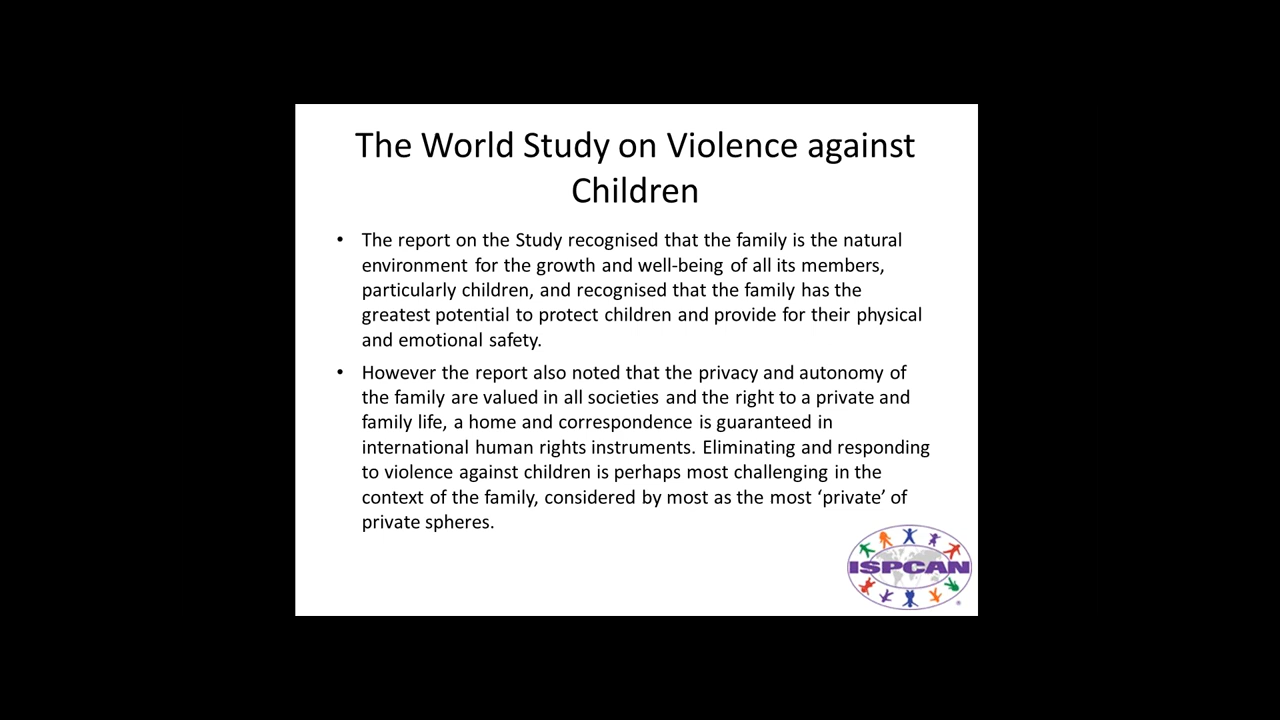 The World Study on Violence against
Children
• The report on the Study recognised that the family is the natural
environment for the growth and well-being of all its members,
particularly children, and recognised that the family has the
greatest potential to protect children and provide for their physical
and emotional safety.
• However the report also noted that the privacy and autonomy of
the family are valued in all societies and the right to a private and
family life, a home and correspondence is guaranteed in
international human rights instruments. Eliminating and responding
to violence against children is perhaps most challenging in the
context of the family, considered by most as the most ‘private’ of
private spheres.
ISPCAN
®